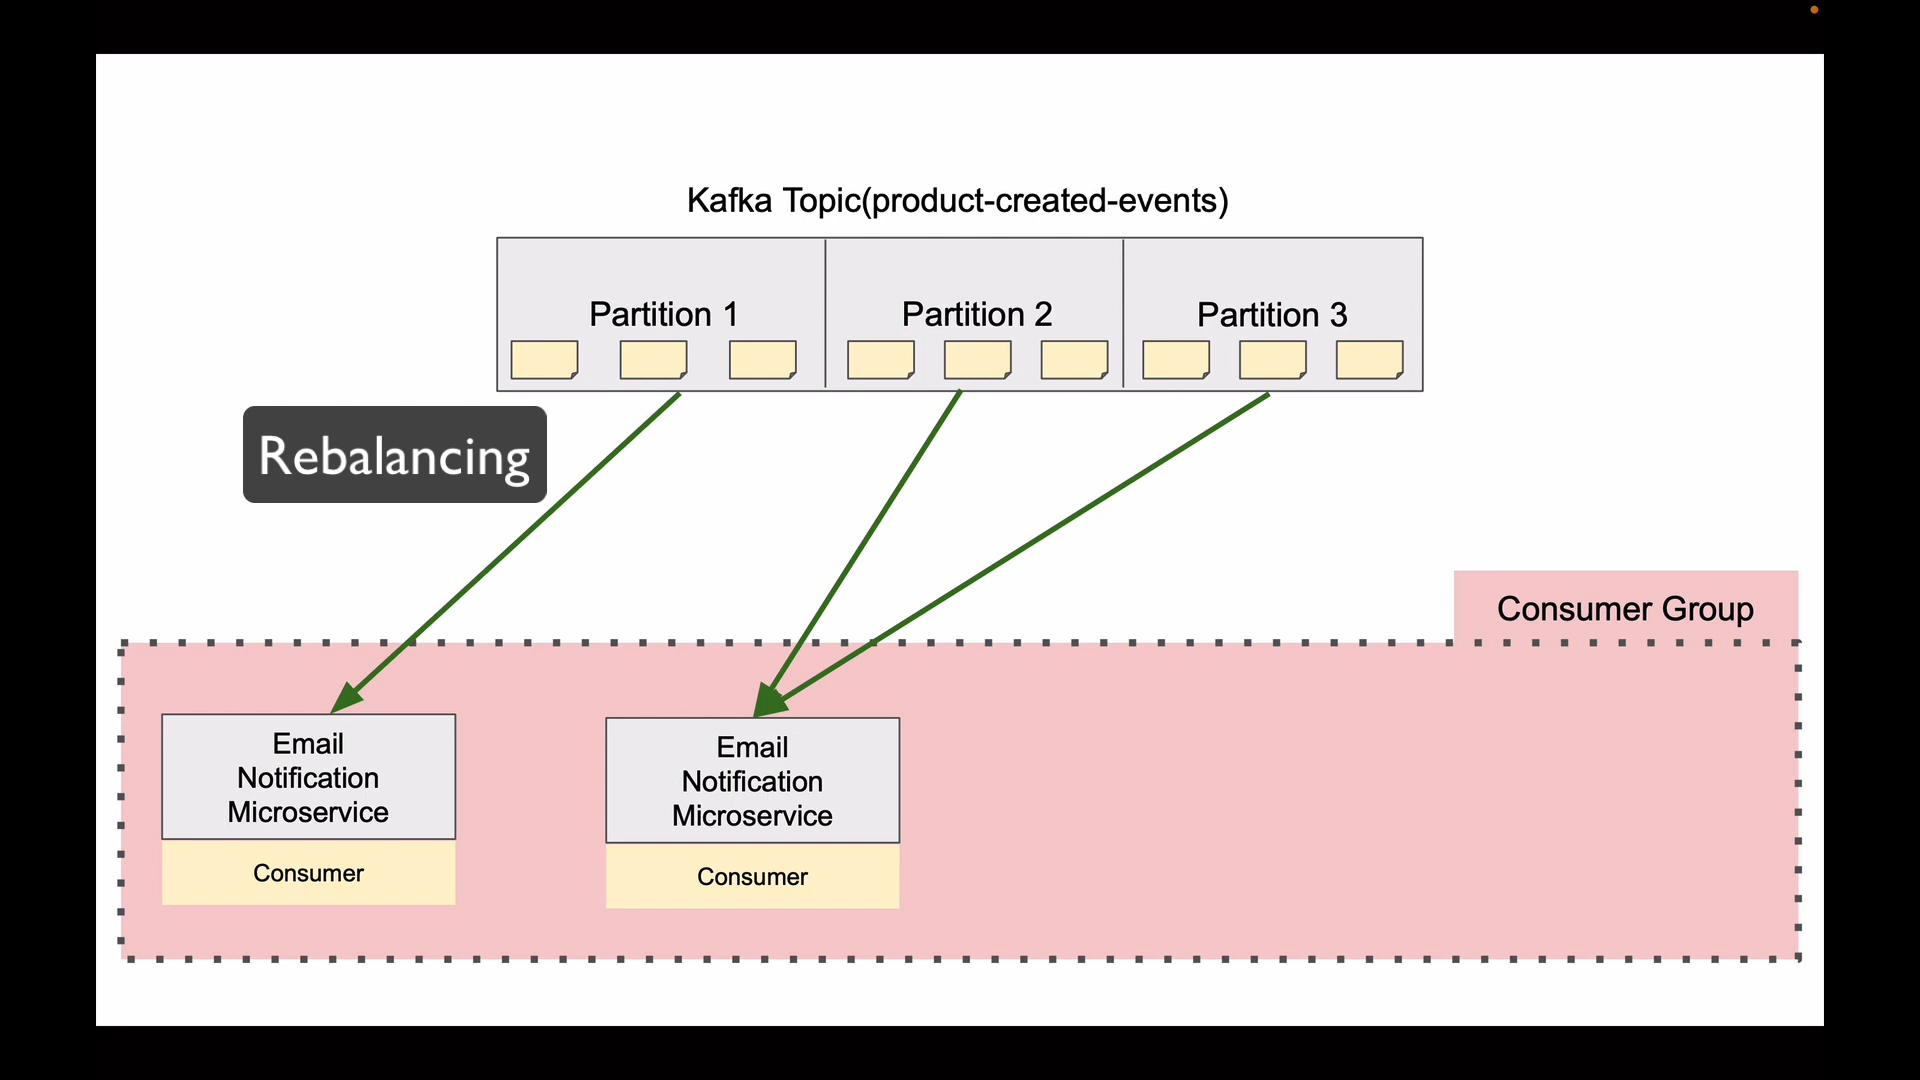 Kafka Topic(product-created-events)
Partition 1
Partition 2
Partition 3
Rebalancing
Consumer Group
Email
Notification
Microservice
Consumer
Email
Notification
Microservice
Consumer